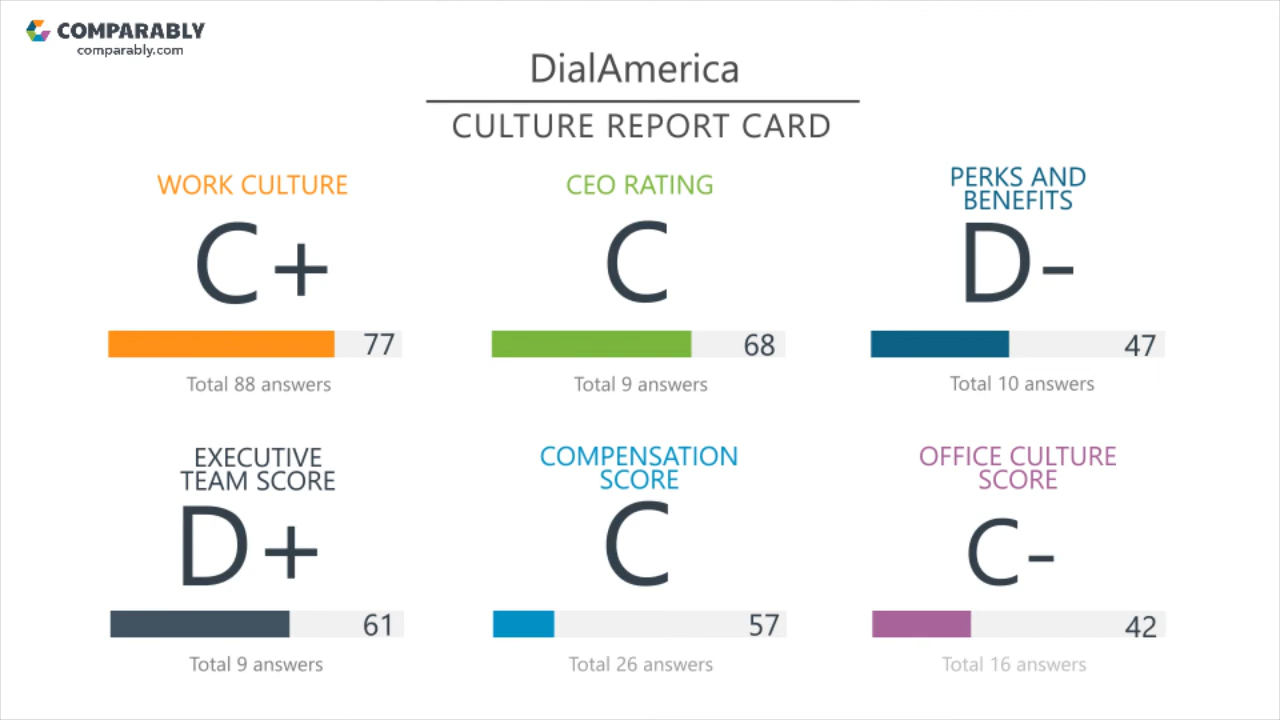 COMPARABLY
comparably.com
DialAmerica
CULTURE REPORT CARD
WORK CULTURE
C+
77
Total 88 answers
CEO RATING
C
68
Total 9 answers
PERKS AND
BENEFITS
D-
47
Total 10 answers
EXECUTIVE
TEAM SCORE
D+
61
Total 9 answers
COMPENSATION
SCORE
C
57
Total 26 answers
OFFICE CULTURE
SCORE
C-
42
Total 16 answers